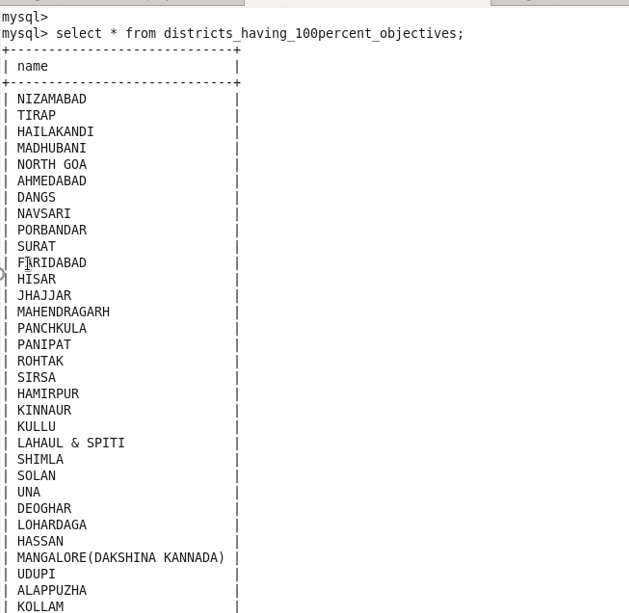 mysql>
mysql> select * from districts_having_100percent_objectives;
+-----------------------------+
| name                        |
+-----------------------------+
| NIZAMABAD                   |
| TIRAP                       |
| HAILAKANDI                  |
| MADHUBANI                   |
| NORTH GOA                   |
| AHMEDABAD                   |
| DANGS                       |
| NAVSARI                     |
| PORBANDAR                   |
| SURAT                       |
| FARIDABAD                   |
| HISAR                       |
| JHAJJAR                     |
| MAHENDRAGARH                |
| PANCHKULA                   |
| PANIPAT                     |
| ROHTAK                      |
| SIRSA                       |
| HAMIRPUR                    |
| KINNAUR                     |
| KULLU                       |
| LAHAUL & SPITI              |
| SHIMLA                      |
| SOLAN                       |
| UNA                         |
| DEOGHAR                     |
| LOHARDAGA                   |
| HASSAN                      |
| MANGALORE(DAKSHINA KANNADA) |
| UDUPI                       |
| ALAPPUZHA                   |
| KOLLAM                      |